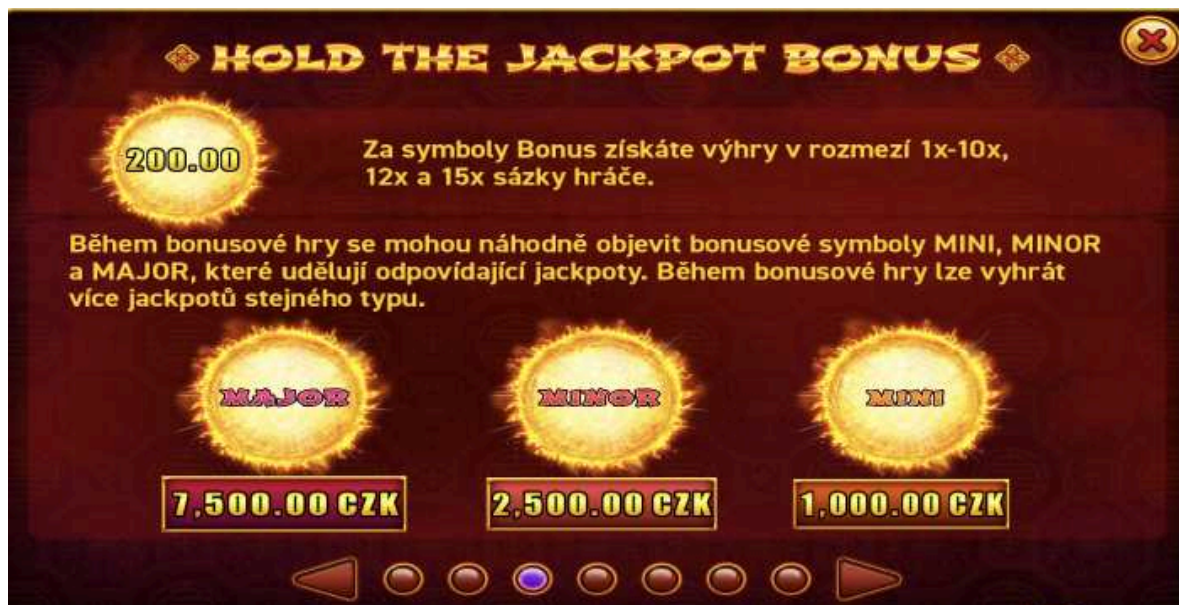 HOLD THE JACKPOT BONUS
200.00
Za symboly Bonus získáte výhry v rozmezí 1x-10x,
12x a 15x sázky hráče.
Během bonusové hry se mohou náhodně objevit bonusové symboly MINI, MINOR
a MAJOR, které udělují odpovídající jackpoty. Během bonusové hry lze vyhrát
více jackpotů stejného typu.
MAJOR MINOR MINI
7,500.00 CZK 2,500.00 CZK 1,000.00 CZK